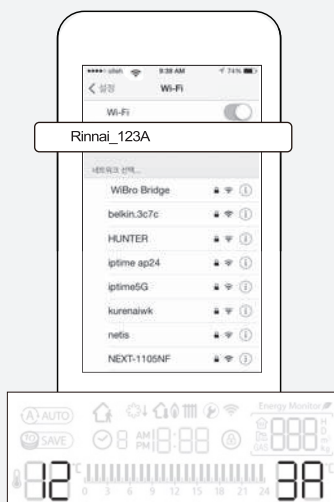 olleh 9:38 AM 74%
설정 Wi-Fi
Wi-Fi
Rinnai_123A
네트워크 선택...
WiBro Bridge
belkin.3c7c
HUNTER
iptime ap24
iptime5G
kurenaiwk
netis
NEXT-1105NF
A AUTO
Energy Monitor
SAVE
AM
PM
12 °C
3A °C
0 3 6 9 12 15 18 21 24